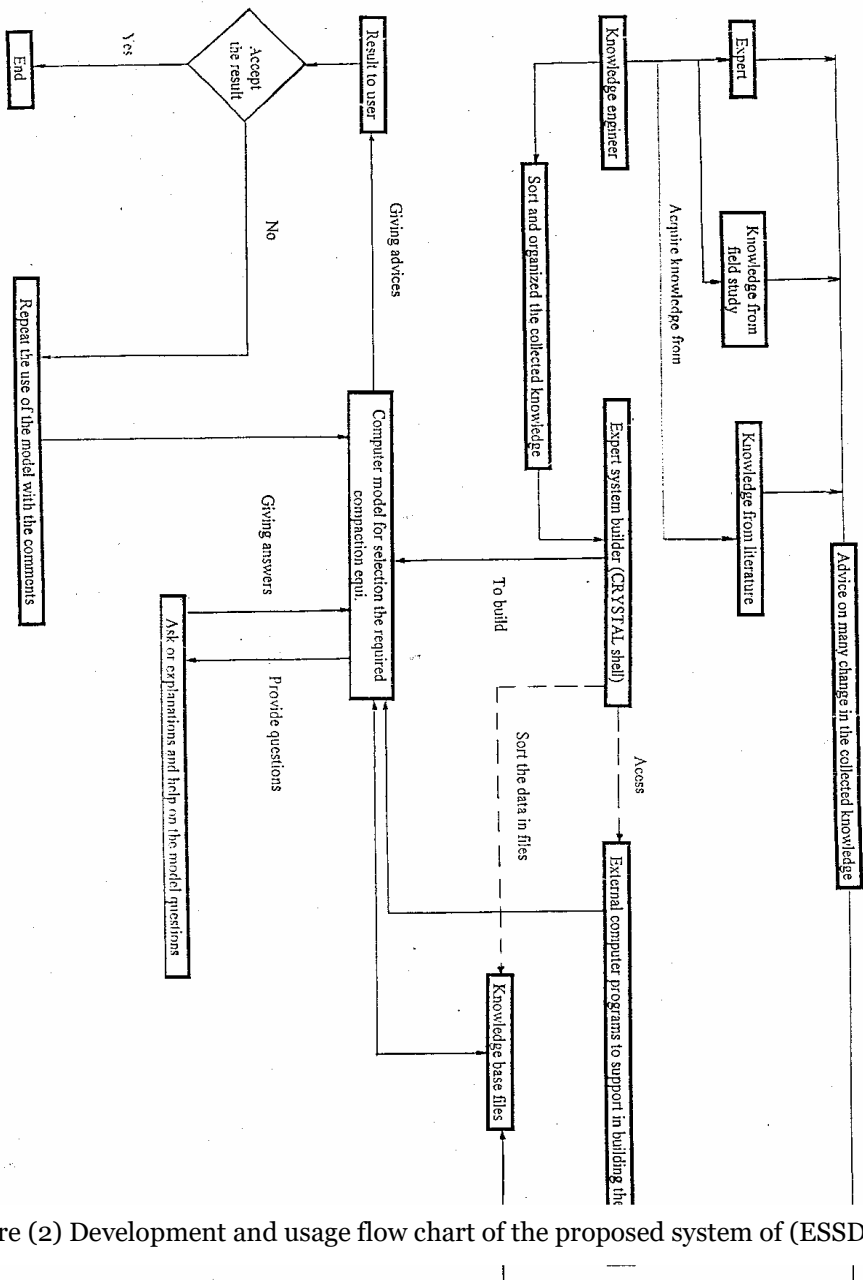 Advice on many change in the collected knowledge
Expert
Knowledge from
field study
Knowledge from literature
Acquire knowledge from
Knowledge engineer
Sort and organized the collected knowledge
Expert system builder (CRYSTAL shell)
Acess
External computer programs to support in building the
To build
Sort the data in files
Knowledge base files
Result to user
Giving advices
Computer model for selection the required
compaction equi.
Accept
the result
Yes
No
End
Giving answers
Provide questions
Ask or explanations and help on the model questions
Repeat the use of the model with the comments
re (2) Development and usage flow chart of the proposed system of (ESSD